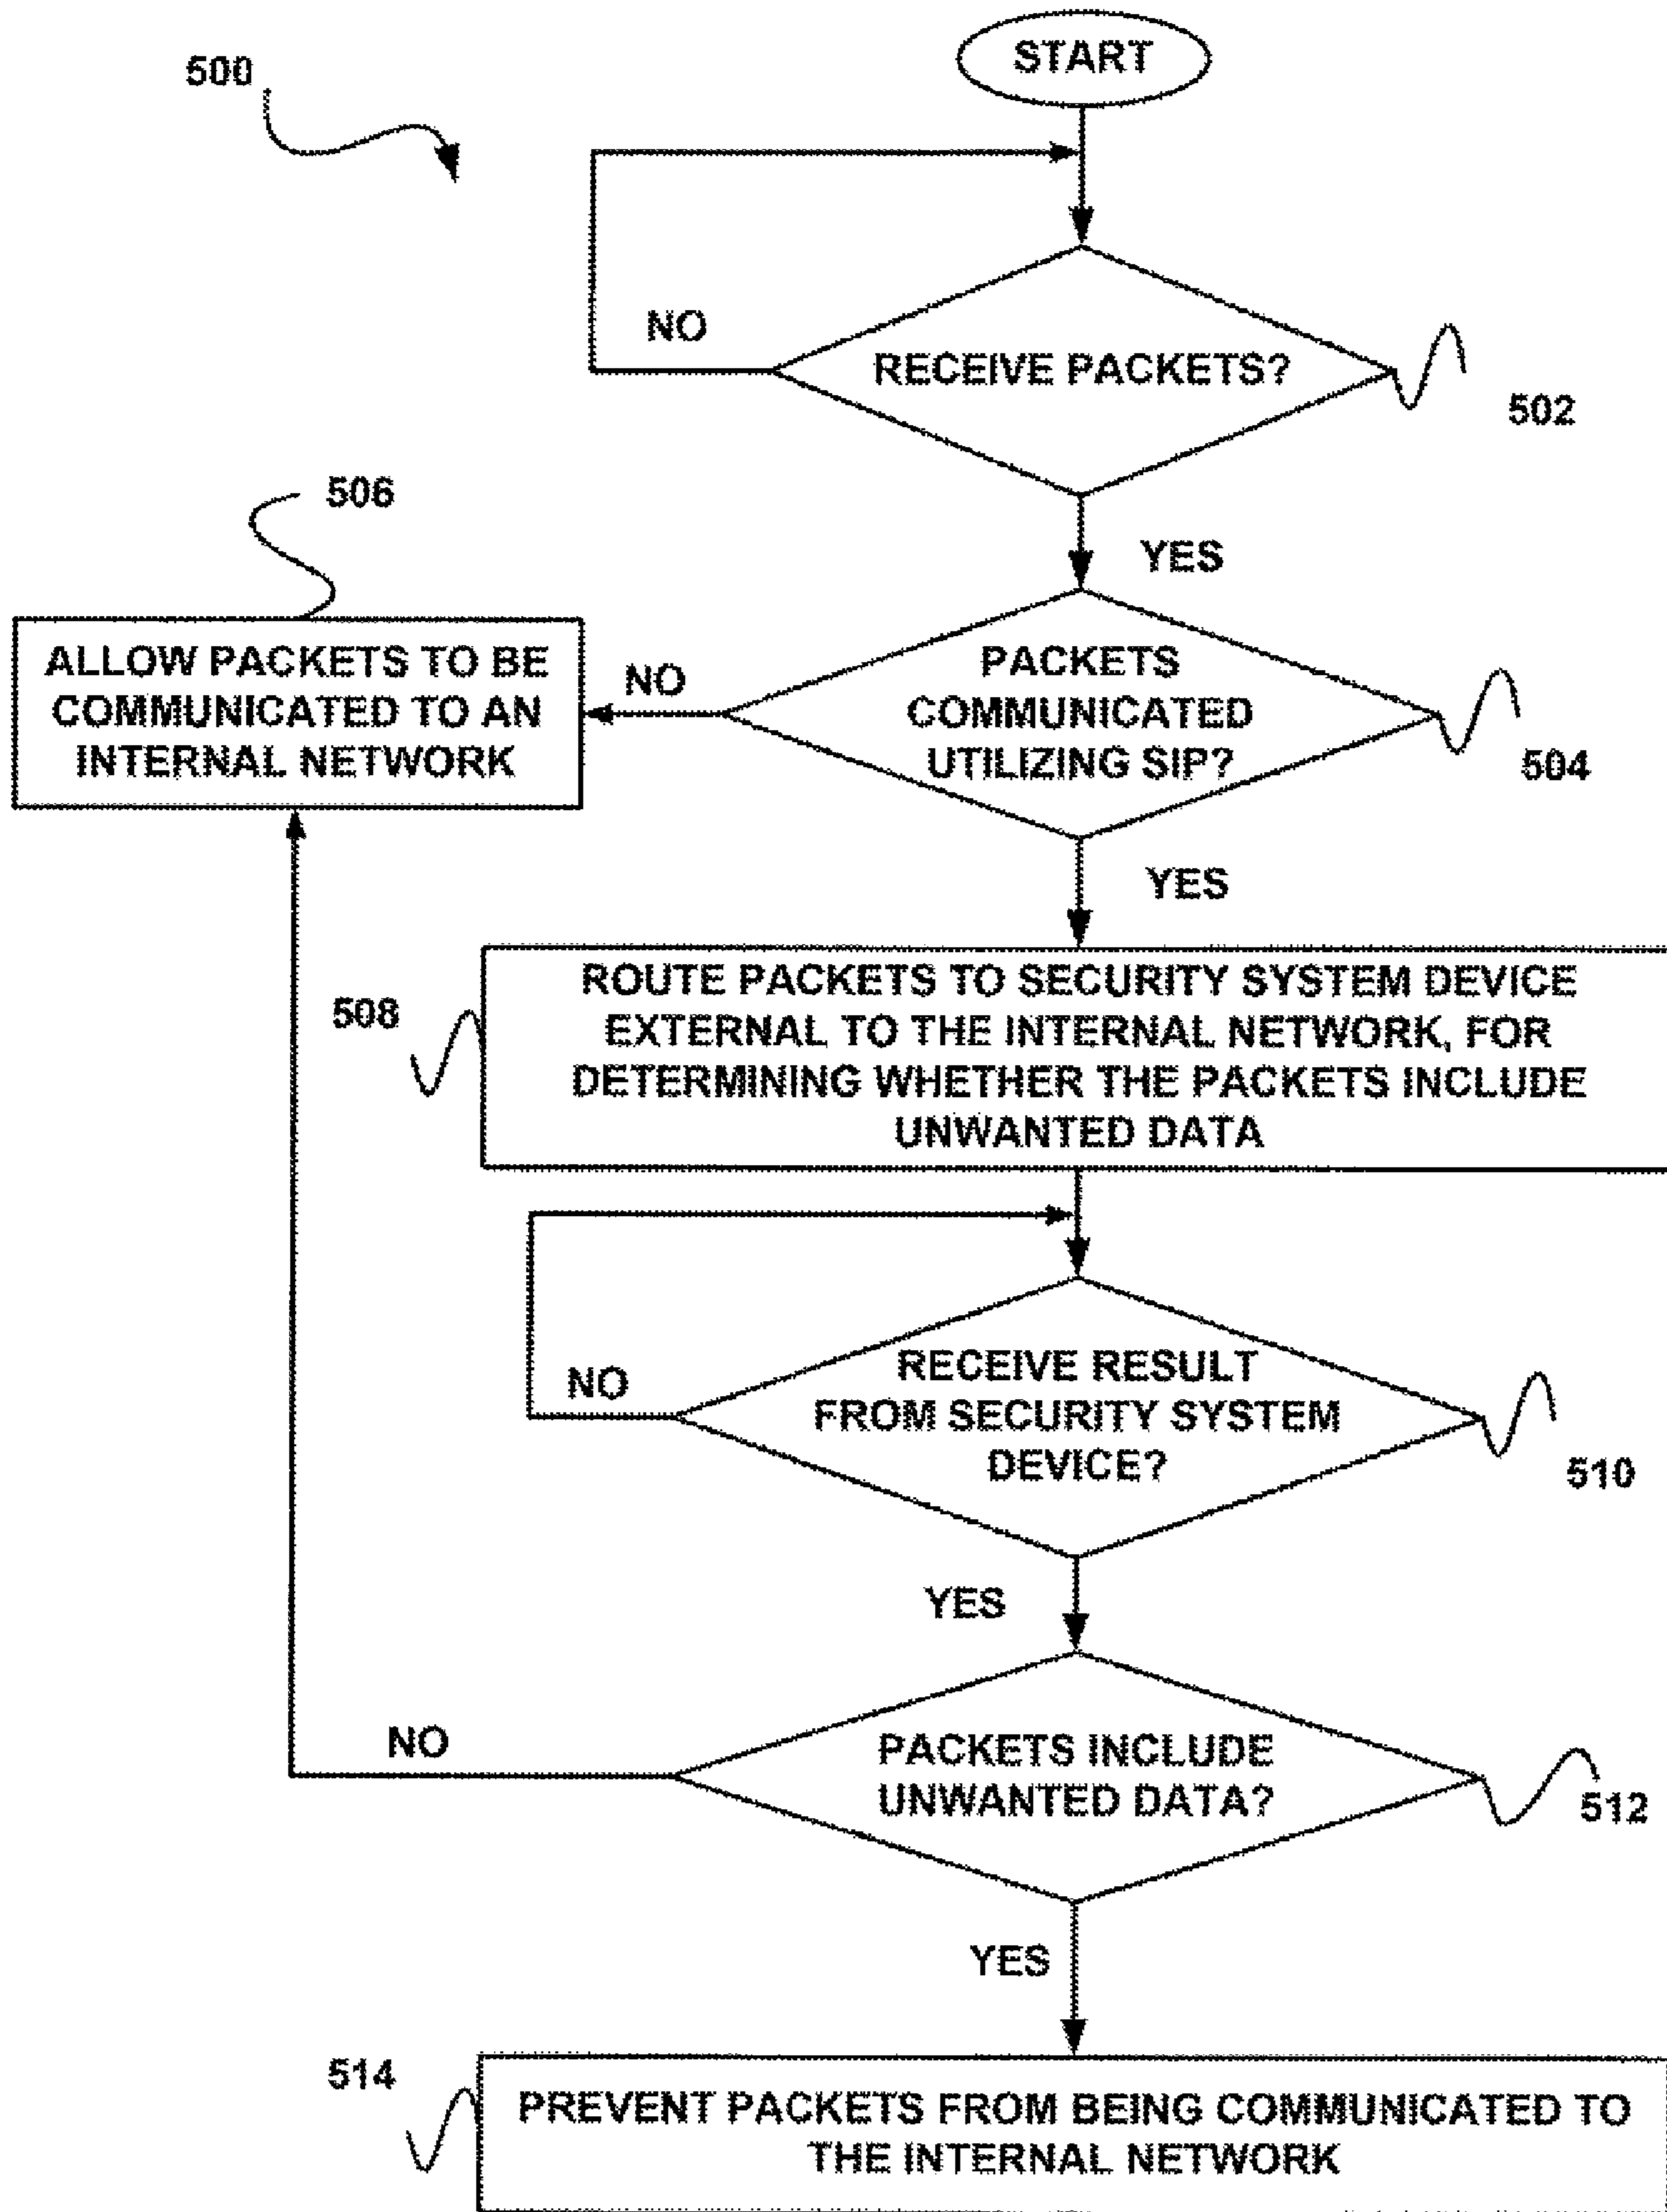 START
500
NO
RECEIVE PACKETS?
502
506
YES
ALLOW PACKETS TO BE
COMMUNICATED TO AN
INTERNAL NETWORK
NO
PACKETS
COMMUNICATED
UTILIZING SIP?
504
YES
508
ROUTE PACKETS TO SECURITY SYSTEM DEVICE
EXTERNAL TO THE INTERNAL NETWORK, FOR
DETERMINING WHETHER THE PACKETS INCLUDE
UNWANTED DATA
NO
RECEIVE RESULT
FROM SECURITY SYSTEM
DEVICE?
510
YES
NO
PACKETS INCLUDE
UNWANTED DATA?
512
YES
514
PREVENT PACKETS FROM BEING COMMUNICATED TO
THE INTERNAL NETWORK